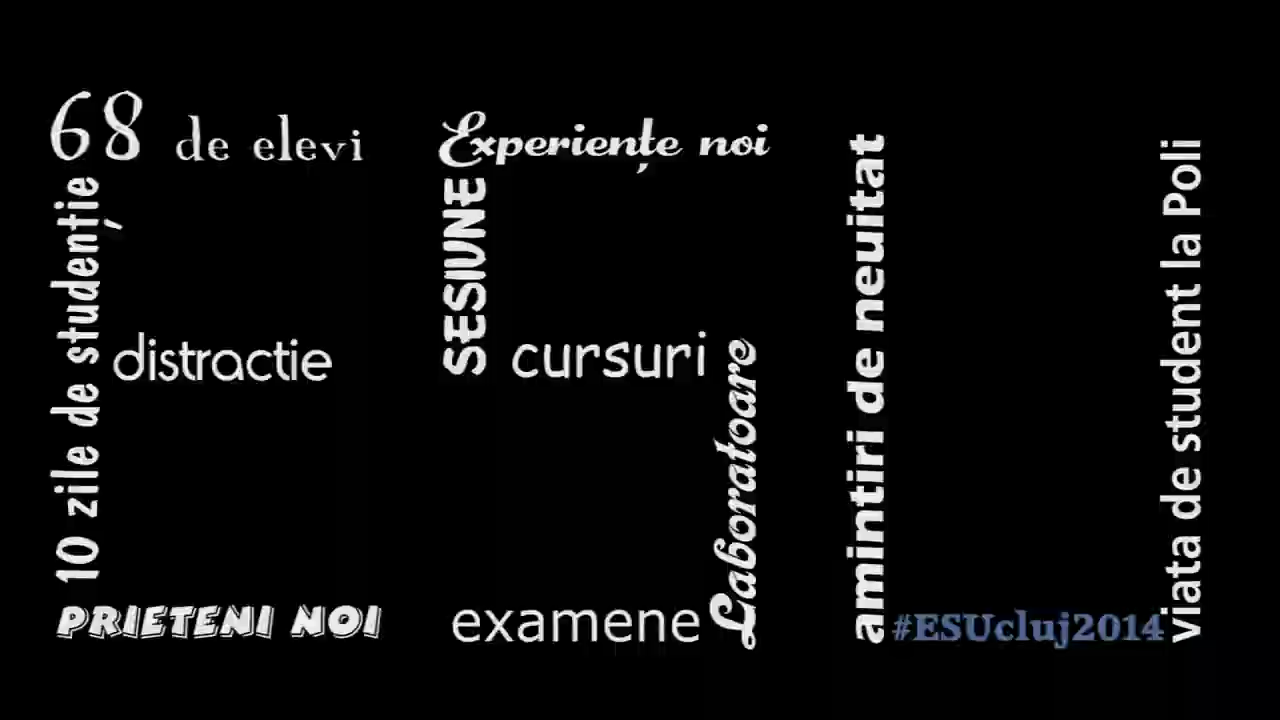 68 de elevi
10 zile de studenție
distractie
PRIETENI NOI
Experiențe noi
SESIUNE
cursuri
Laboratoare
examene
amintiri de neuitat
#ESUcluj2014
viata de student la Poli